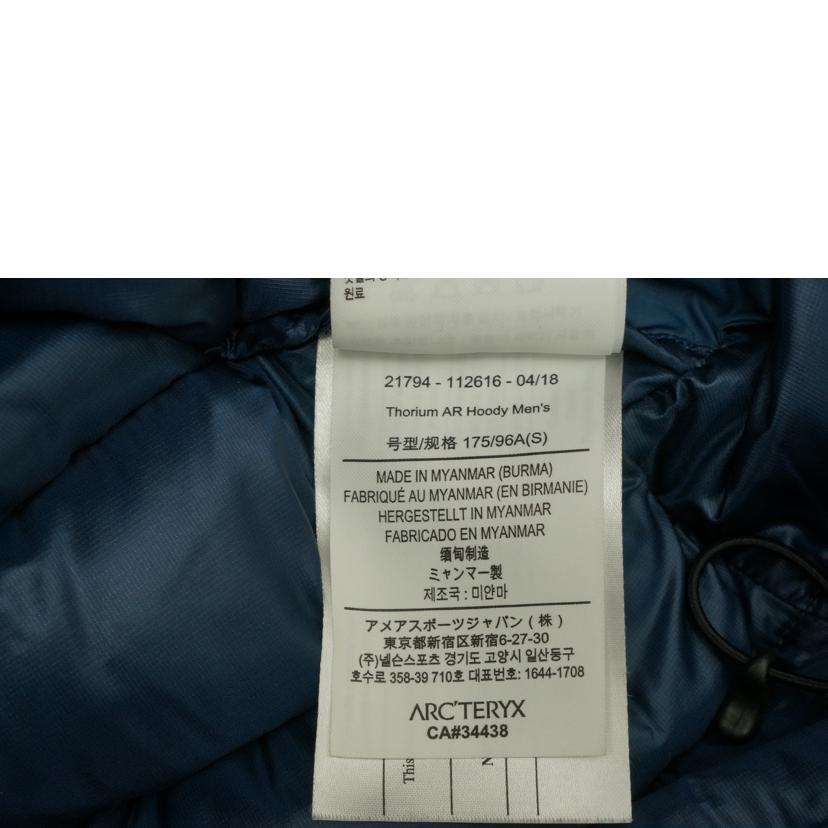 원료
21794 - 112616 - 04/18
Thorium AR Hoody Men's
号型/规格 175/96A(S)
MADE IN MYANMAR (BURMA)
FABRIQUÉ AU MYANMAR (EN BIRMANIE)
HERGESTELLT IN MYANMAR
FABRICADO EN MYANMAR
缅甸制造
ミャンマー製
제조국 : 미얀마
アメアスポーツジャパン ( 株 )
東京都新宿区新宿6-27-30
(주)넬슨스포츠 경기도 고양시 일산동구
호수로 358-39 710호 대표번호: 1644-1708
ARC'TERYX
CA#34438
This
N